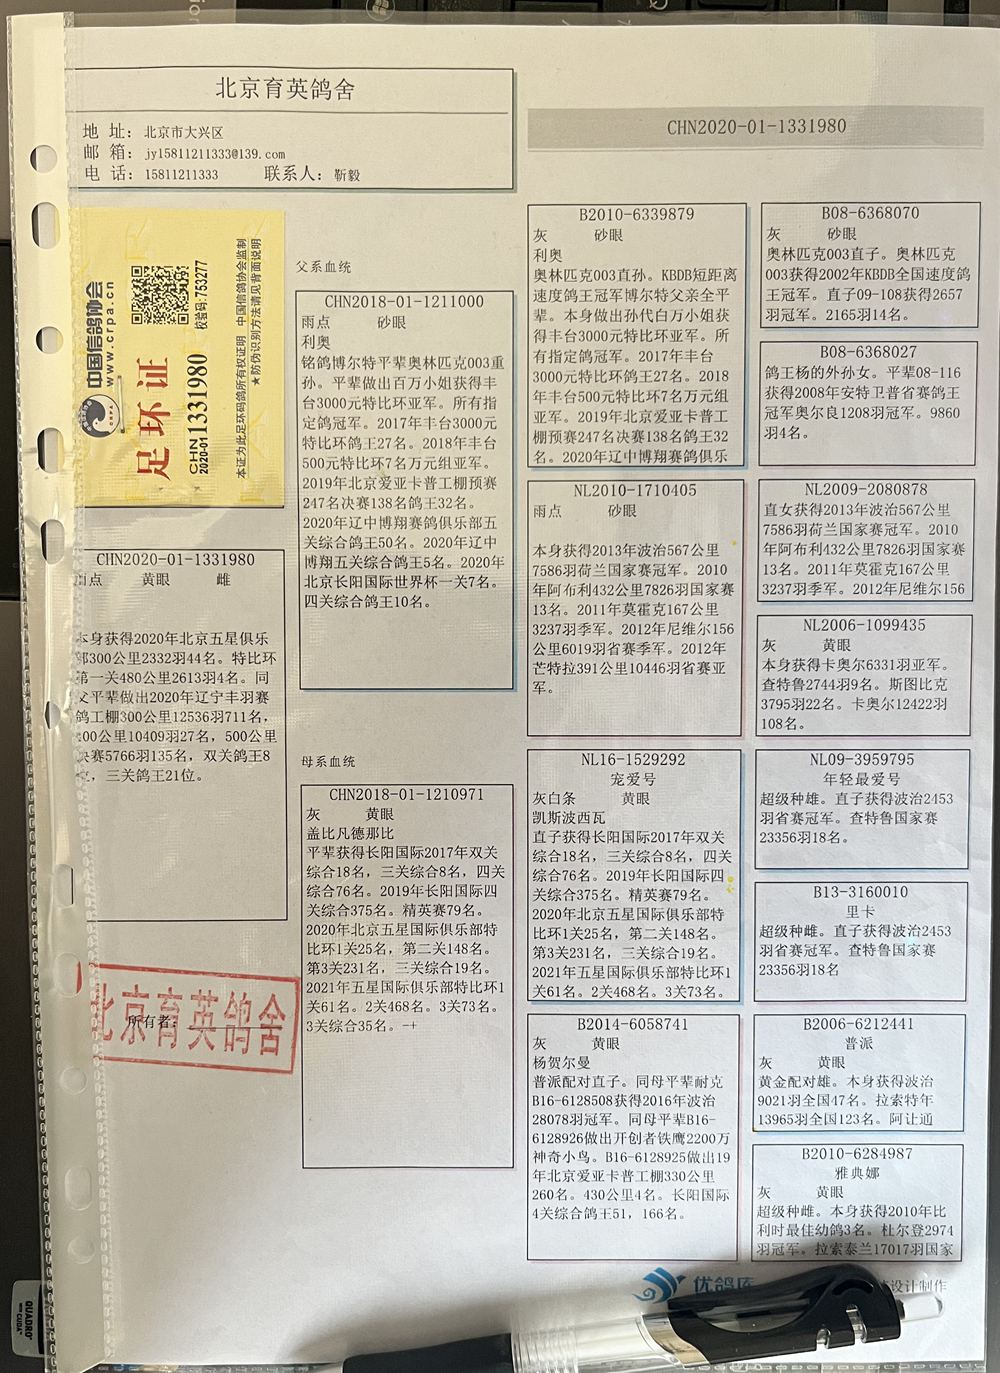 北京育英鸽舍
地 址: 北京市大兴区
邮 箱: jy15811211333@139.com
电 话: 15811211333 联系人: 靳毅
CHN2020-01-1331980
中国信鸽协会
www.crpa.cn
校验码:753277
足环证
CHN
2020-01 1331980
本证为此足环码鸽所有权证明 中国信鸽协会监制
★防伪识别方法请见背面说明
CHN2020-01-1331980
雨点 黄眼 雌
本身获得2020年北京五星俱乐
部300公里2332羽44名。特比环
第一关480公里2613羽4名。同
父平辈做出2020年辽宁丰羽赛
鸽工棚300公里12536羽711名,
400公里10409羽27名,500公里
决赛5766羽135名,双关鸽王8
位,三关鸽王21位。
所有者:
北京育英鸽舍
父系血统
CHN2018-01-1211000
雨点 砂眼
利奥
铭鸽博尔特平辈奥林匹克003重
孙。平辈做出百万小姐获得丰
台3000元特比环亚军。所有指
定鸽冠军。2017年丰台3000元
特比环鸽王27名。2018年丰台
500元特比环7名万元组亚军。
2019年北京爱亚卡普工棚预赛
247名决赛138名鸽王32名。
2020年辽中博翔赛鸽俱乐部五
关综合鸽王50名。2020年辽中
博翔五关综合鸽王5名。2020年
北京长阳国际世界杯一关7名。
四关综合鸽王10名。
母系血统
CHN2018-01-1210971
灰 黄眼
盖比凡德那比
平辈获得长阳国际2017年双关
综合18名,三关综合8名,四关
综合76名。2019年长阳国际四
关综合375名。精英赛79名。
2020年北京五星国际俱乐部特
比环1关25名,第二关148名。
第3关231名,三关综合19名。
2021年五星国际俱乐部特比环1
关61名。2关468名。3关73名。
3关综合35名。-+
B2010-6339879
灰 砂眼
利奥
奥林匹克003直孙。KBDB短距离
速度鸽王冠军博尔特父亲全平
辈。本身做出孙代白万小姐获
得丰台3000元特比环亚军。所
有指定鸽冠军。2017年丰台
3000元特比环鸽王27名。2018
年丰台500元特比环7名万元组
亚军。2019年北京爱亚卡普工
棚预赛247名决赛138名鸽王32
名。2020年辽中博翔赛鸽俱乐
NL2010-1710405
雨点 砂眼
本身获得2013年波治567公里
7586羽荷兰国家赛冠军。2010
年阿布利432公里7826羽国家赛
13名。2011年莫霍克167公里
3237羽季军。2012年尼维尔156
公里6019羽省赛季军。2012年
芒特拉391公里10446羽省赛亚
军。
NL16-1529292
宠爱号
灰白条 黄眼
凯斯波西瓦
直子获得长阳国际2017年双关
综合18名,三关综合8名,四关
综合76名。2019年长阳国际四
关综合375名。精英赛79名。
2020年北京五星国际俱乐部特
比环1关25名,第二关148名。
第3关231名,三关综合19名。
2021年五星国际俱乐部特比环1
关61名。2关468名。3关73名。
B2014-6058741
灰 黄眼
杨贺尔曼
普派配对直子。同母平辈耐克
B16-6128508获得2016年波治
28078羽冠军。同母平辈B16-
6128926做出开创者铁鹰2200万
神奇小鸟。B16-6128925做出19
年北京爱亚卡普工棚330公里
260名。430公里4名。长阳国际
4关综合鸽王51,166名。
B08-6368070
灰 砂眼
奥林匹克003直子。奥林匹克
003获得2002年KBDB全国速度鸽
王冠军。直子09-108获得2657
羽冠军。2165羽14名。
B08-6368027
鸽王杨的外孙女。平辈08-116
获得2008年安特卫普省赛鸽王
冠军奥尔良1208羽冠军。9860
羽4名。
NL2009-2080878
直女获得2013年波治567公里
7586羽荷兰国家赛冠军。2010
年阿布利432公里7826羽国家赛
13名。2011年莫霍克167公里
3237羽季军。2012年尼维尔156
NL2006-1099435
灰 黄眼
本身获得卡奥尔6331羽亚军。
查特鲁2744羽9名。斯图比克
3795羽22名。卡奥尔12422羽
108名。
NL09-3959795
年轻最爱号
超级种雄。直子获得波治2453
羽省赛冠军。查特鲁国家赛
23356羽18名。
B13-3160010
里卡
超级种雌。直子获得波治2453
羽省赛冠军。查特鲁国家赛
23356羽18名
B2006-6212441
普派
灰 黄眼
黄金配对雄。本身获得波治
9021羽全国47名。拉索特年
13965羽全国123名。阿让通
B2010-6284987
雅典娜
灰 黄眼
超级种雌。本身获得2010年比
利时最佳幼鸽3名。杜尔登2974
羽冠军。拉索泰兰17017羽国家
优鸽库
设计制作
QUADRO
CUDA